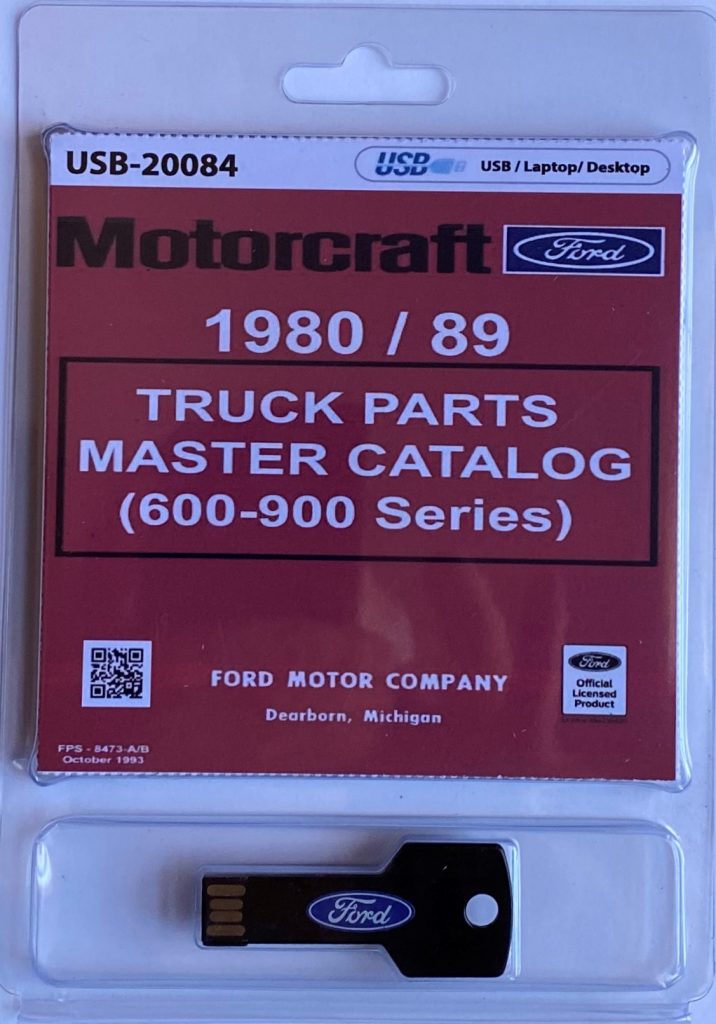 USB-20084
USB USB / Laptop/ Desktop
Motorcraft Ford
1980 / 89
TRUCK PARTS
MASTER CATALOG
(600-900 Series)
FORD MOTOR COMPANY
Dearborn, Michigan
Ford
Official
Licensed
Product
FPS - 8473-A/B
October 1993
Ford